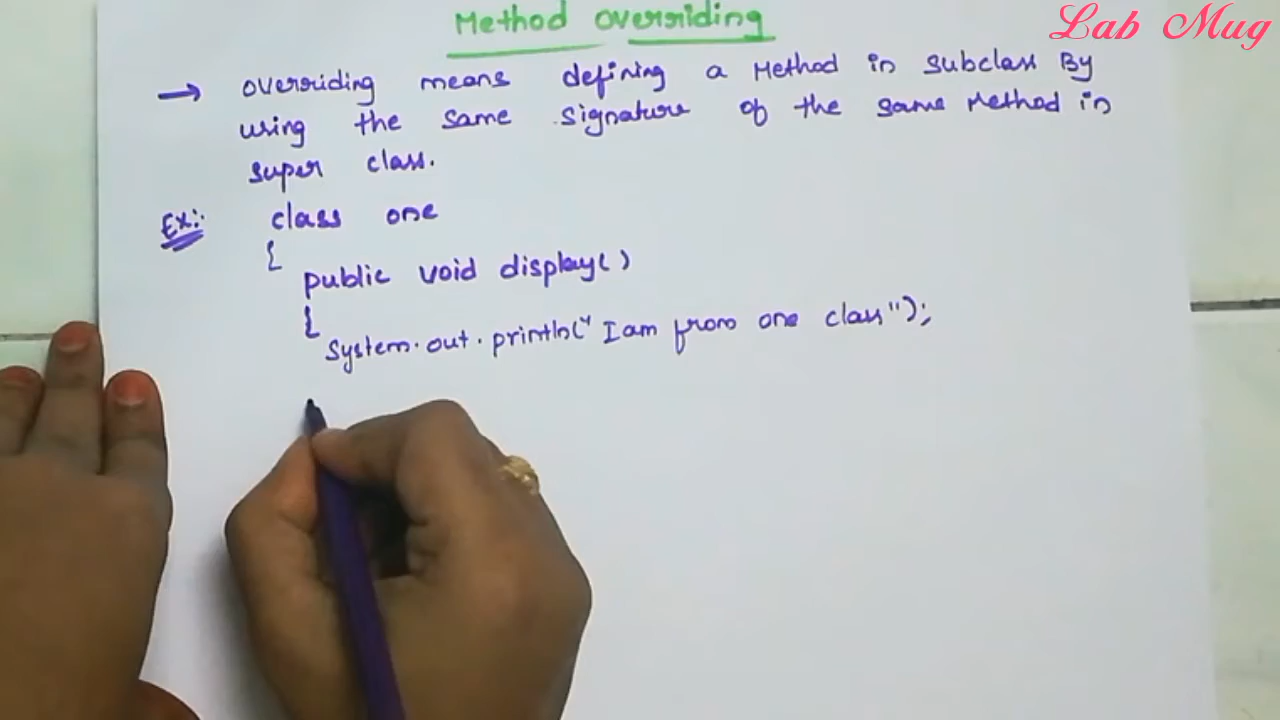 Method overriding
Lab Mug
→ overriding means defining a Method in subclass By
using the same signature of the same Method in
super class.
Ex:- class one
{
public void display()
{
System.out.println("I am from one class");